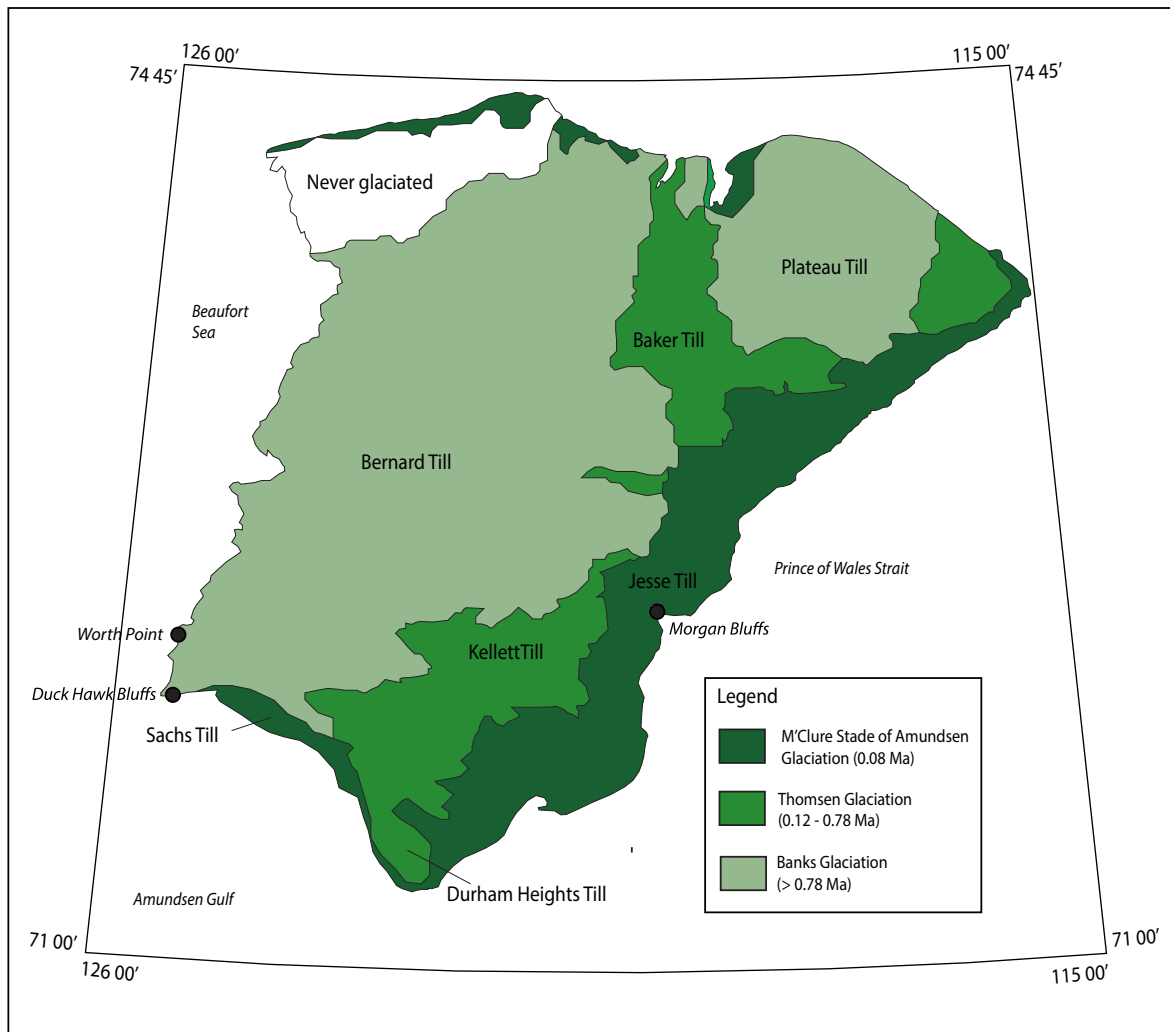 126 00’
115 00’
74 45’
74 45’
Never glaciated
Plateau Till
Beaufort
Sea
Baker Till
Bernard Till
Prince of Wales Strait
Jesse Till
Worth Point
Morgan Bluffs
KellettTill
Duck Hawk Bluffs
Sachs Till
Legend
M’Clure Stade of Amundsen
Glaciation (0.08 Ma)
Thomsen Glaciation
(0.12 - 0.78 Ma)
Banks Glaciation
(> 0.78 Ma)
Durham Heights Till
Amundsen Gulf
71 00’
71 00’
126 00’
115 00’